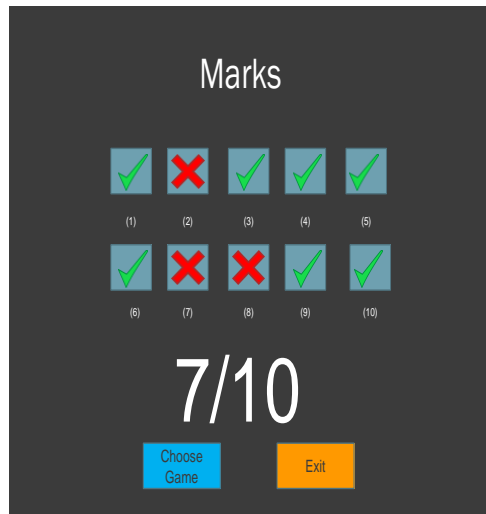 Marks
(1) (2) (3) (4) (5)
(6) (7) (8) (9) (10)
7/10
Choose
Game
Exit